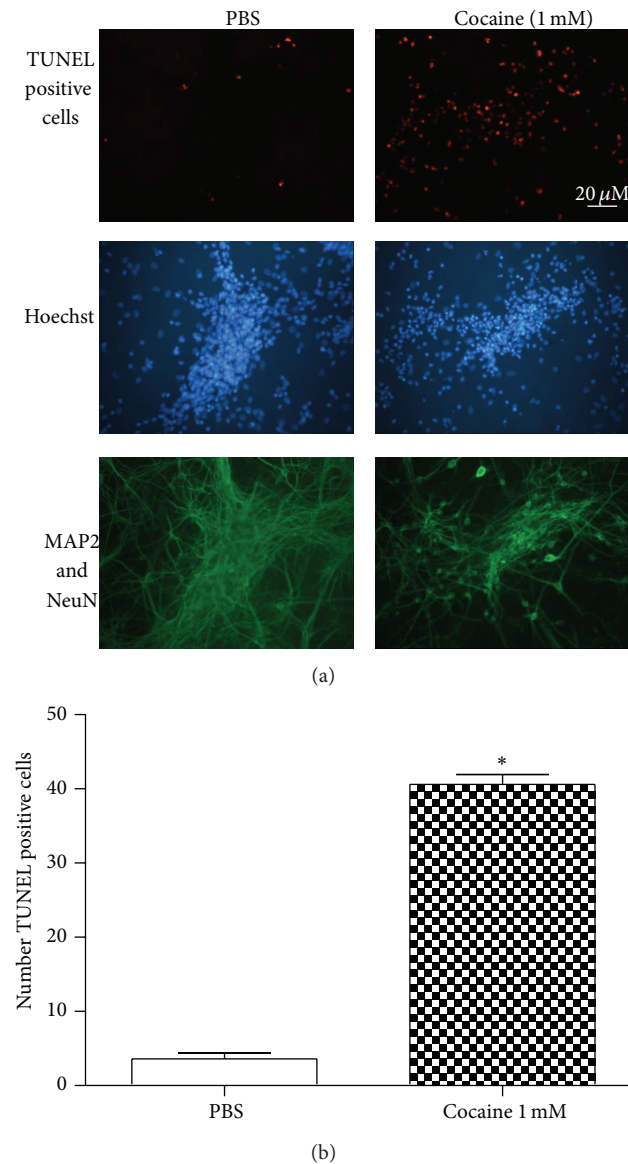 PBS
Cocaine (1 mM)
TUNEL
positive
cells
20 μM
Hoechst
MAP2
and
NeuN
(a)
50
40
30
20
10
0
Number TUNEL positive cells
*
PBS
Cocaine 1 mM
(b)